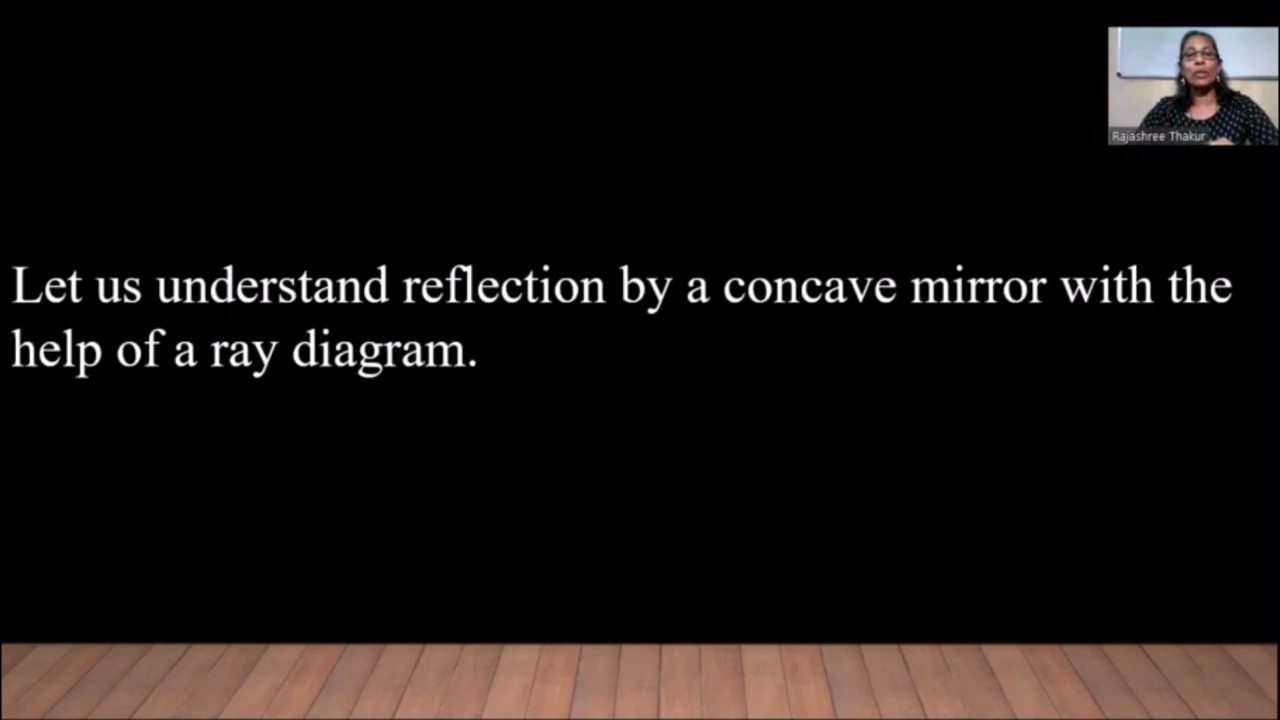 Rajashree Thakur
Let us understand reflection by a concave mirror with the
help of a ray diagram.